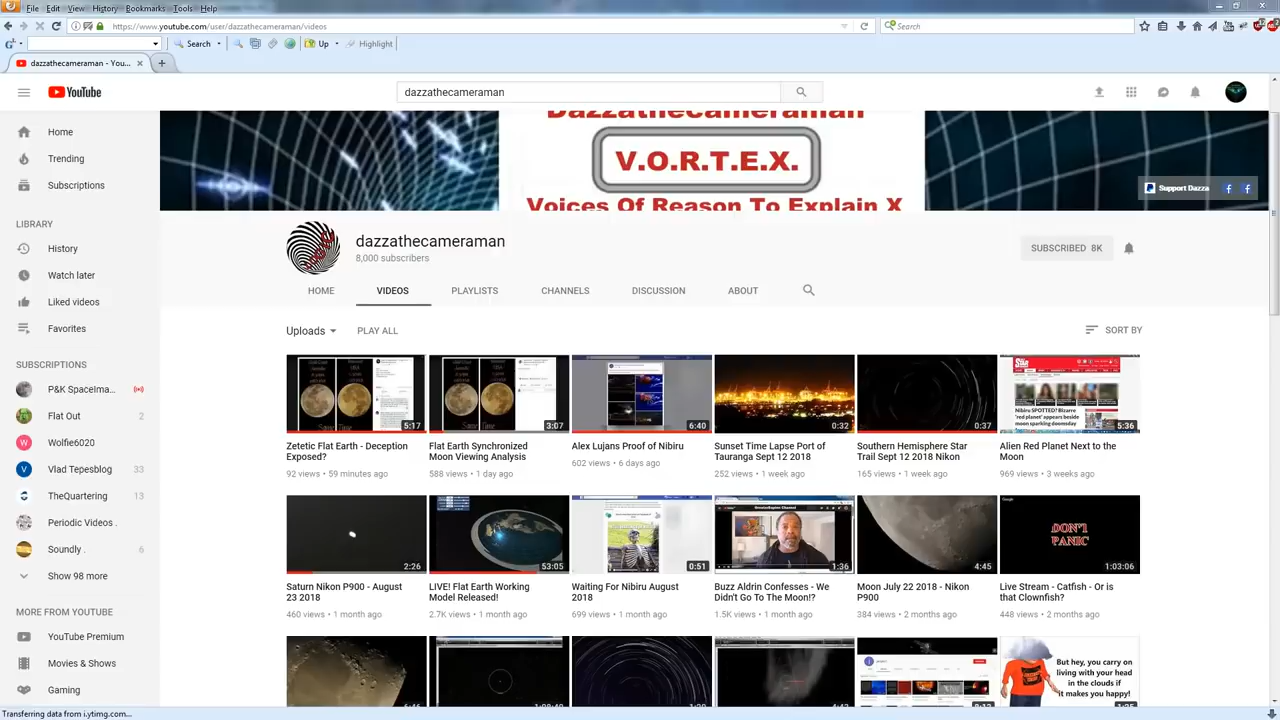 File Edit View History Bookmarks Tools Help
https://www.youtube.com/user/dazzathecameraman/videos
Search
Search Up Highlight
dazzathecameraman - You...
YouTube
dazzathecameraman
Home
Trending
Subscriptions
LIBRARY
History
Watch later
Liked videos
Favorites
SUBSCRIPTIONS
P&K SpaceIma...
Flat Out 2
Wolfie6020
Vlad Tepesblog 33
TheQuartering 13
Periodic Videos .
Soundly . 6
Show 98 more
MORE FROM YOUTUBE
YouTube Premium
Movies & Shows
Gaming
Dazzathecameraman
V.O.R.T.E.X.
Voices Of Reason To Explain X
Support Dazza
dazzathecameraman
8,000 subscribers
SUBSCRIBED 8K
HOME VIDEOS PLAYLISTS CHANNELS DISCUSSION ABOUT
Uploads PLAY ALL SORT BY
5:17
Zetetic Flat Earth - Deception
Exposed?
92 views • 59 minutes ago
3:07
Flat Earth Synchronized
Moon Viewing Analysis
588 views • 1 day ago
6:40
Alex Lujans Proof of Nibiru
602 views • 6 days ago
0:32
Sunset Time Lapse Port of
Tauranga Sept 12 2018
252 views • 1 week ago
0:37
Southern Hemisphere Star
Trail Sept 12 2018 Nikon
165 views • 1 week ago
Nibiru SPOTTED? Bizarre
'red planet' appears beside
moon sparking doomsday
5:36
Alien Red Planet Next to the
Moon
969 views • 3 weeks ago
2:26
Saturn Nikon P900 - August
23 2018
460 views • 1 month ago
53:05
LIVE! Flat Earth Working
Model Released!
2.7K views • 1 month ago
0:51
Waiting For Nibiru August
2018
699 views • 1 month ago
1:36
Buzz Aldrin Confesses - We
Didn't Go To The Moon!?
1.5K views • 1 month ago
4:45
Moon July 22 2018 - Nikon
P900
384 views • 2 months ago
Google
DON'T
PANIC
1:03:06
Live Stream - Catfish - Or is
that Clownfish?
448 views • 2 months ago
But hey, you carry on
living with your head
in the clouds if
it makes you happy!
Transferring data from i.ytimg.com...